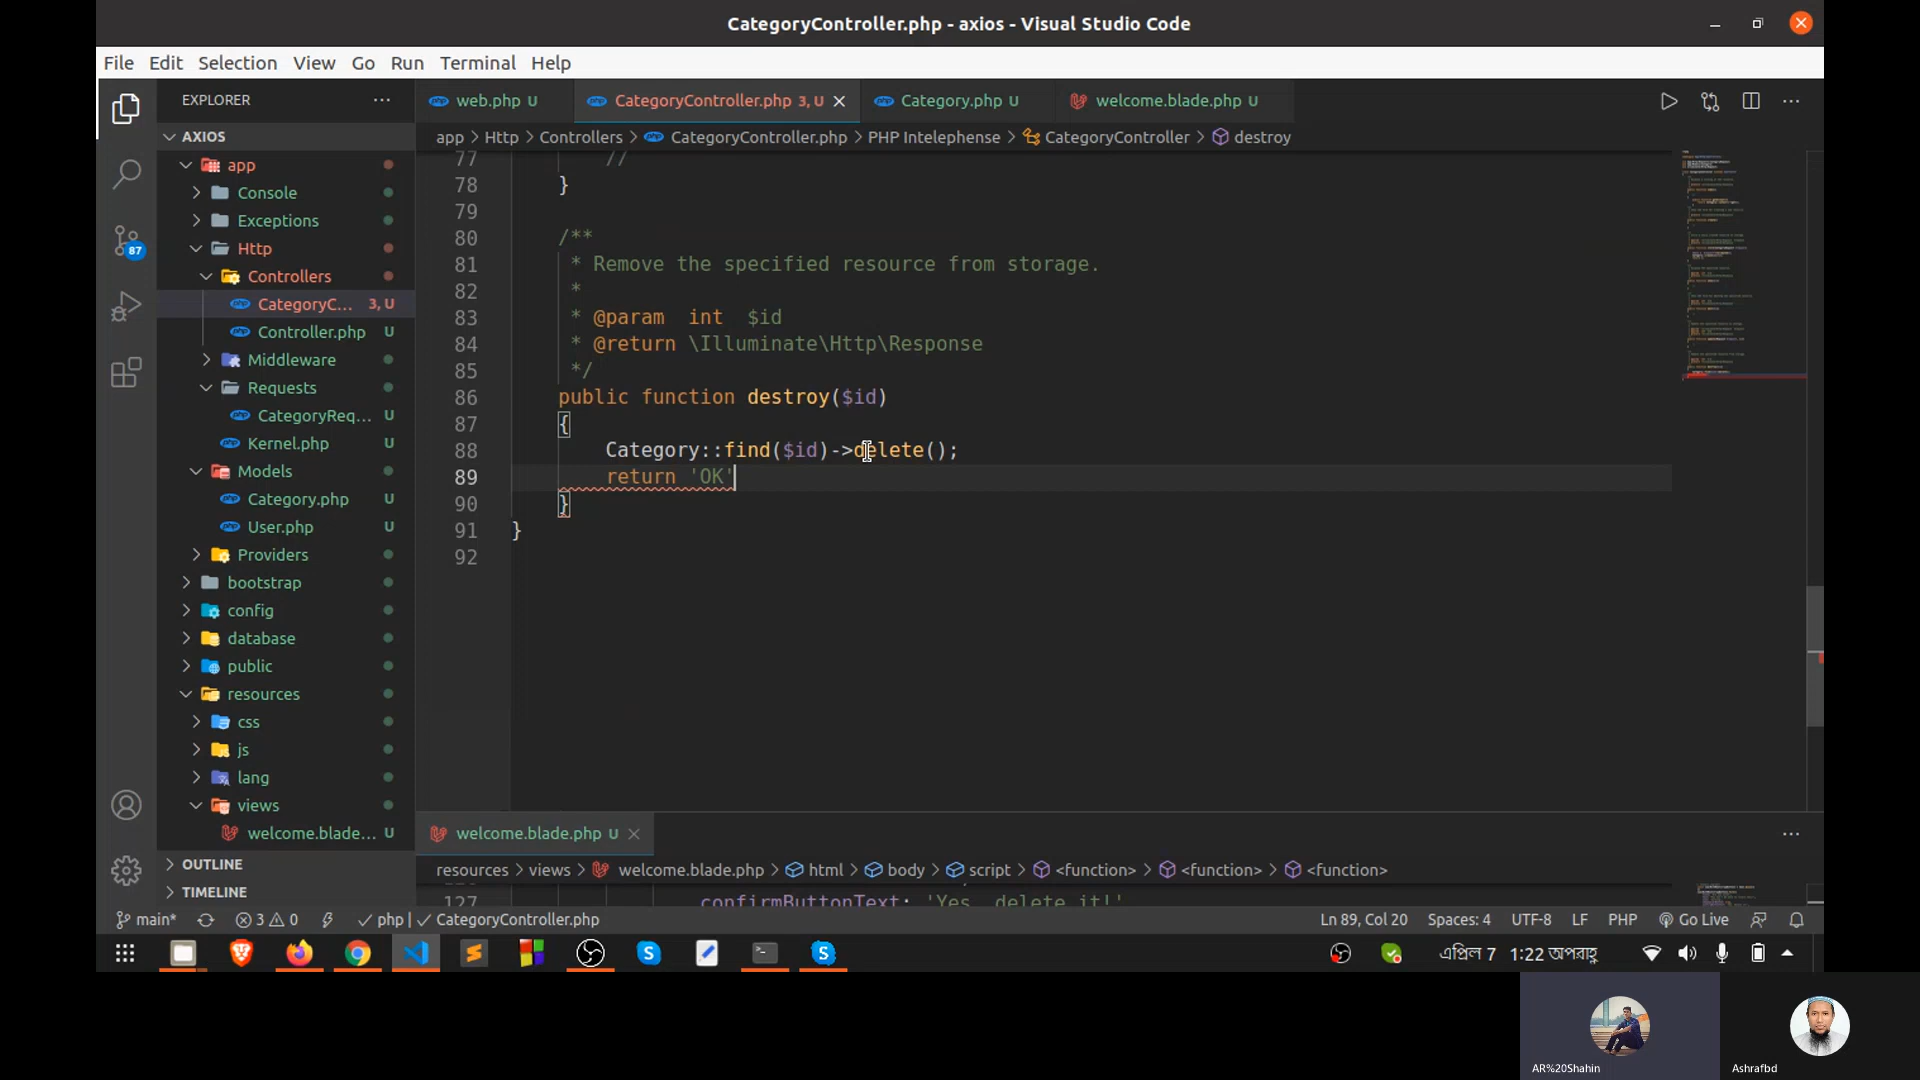 CategoryController.php - axios - Visual Studio Code
File Edit Selection View Go Run Terminal Help
EXPLORER
web.php U
CategoryController.php 3, U
Category.php U
welcome.blade.php U
AXIOS
app > Http > Controllers > CategoryController.php > PHP Intelephense > CategoryController > destroy
app
Console
Exceptions
Http
Controllers
CategoryC... 3, U
Controller.php U
Middleware
Requests
CategoryReq... U
Kernel.php U
Models
Category.php U
User.php U
Providers
bootstrap
config
database
public
resources
css
js
lang
views
welcome.blade... U
OUTLINE
TIMELINE
87
77 //
78 }
79
80 /**
81 * Remove the specified resource from storage.
82 *
83 * @param int $id
84 * @return \Illuminate\Http\Response
85 */
86 public function destroy($id)
87 {
88 Category::find($id)->delete();
89 return 'OK'
90 }
91 }
92
welcome.blade.php U
resources > views > welcome.blade.php > html > body > script > <function> > <function> > <function>
127 confirmButtonText: 'Yes, delete it!'
main* 3 0 php | CategoryController.php Ln 89, Col 20 Spaces: 4 UTF-8 LF PHP Go Live
এপ্রিল 7 1:22 অপরাহ্ণ
AR%20Shahin
Ashrafbd